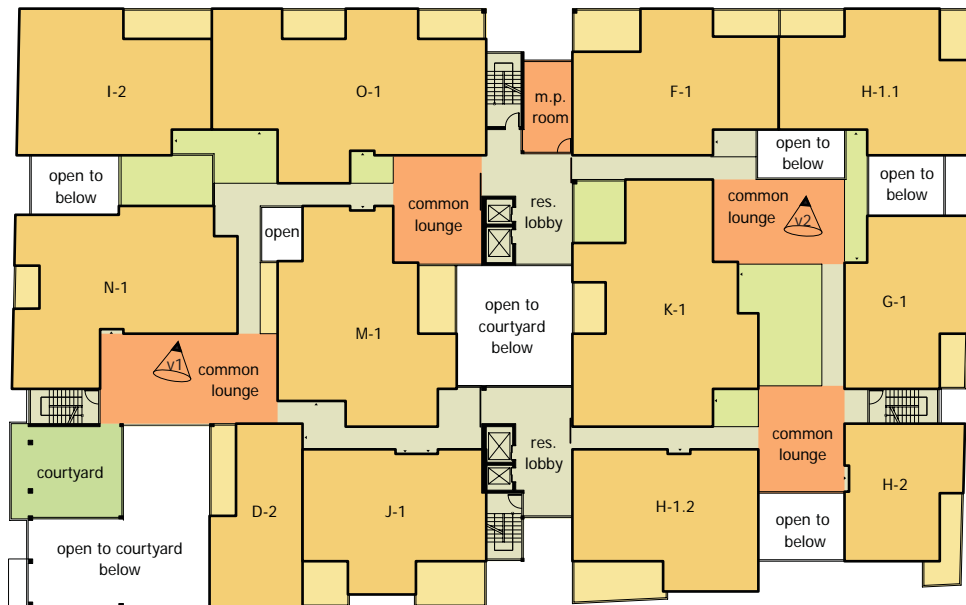 I-2
O-1
m.p.
room
F-1
H-1.1
open to
below
common
lounge
res.
lobby
open to
below
common
lounge
v2
open to
below
open
N-1
M-1
open to
courtyard
below
K-1
G-1
v1
common
lounge
courtyard
D-2
J-1
res.
lobby
H-1.2
common
lounge
H-2
open to courtyard
below
open to
below